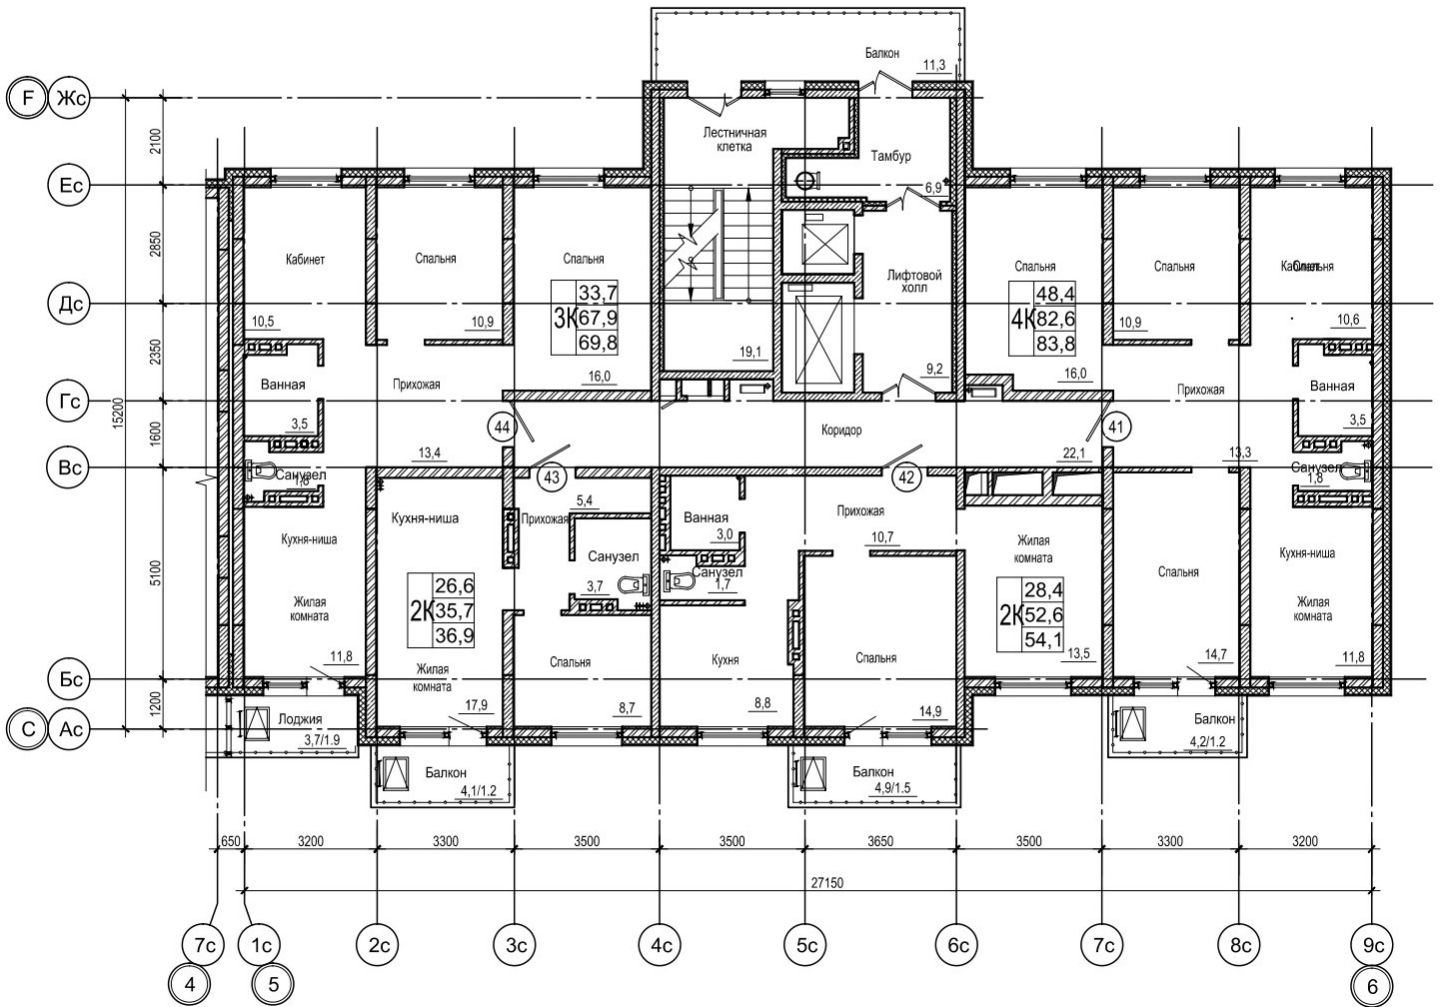 Балкон
11,3
F Жс
Лестничная
клетка
Тамбур
2100
Ес
6,9
2850
Кабинет
Спальня
Спальня
Лифтовой
холл
Спальня
Спальня
Спальня
Дс
33,7
3К 67,9
69,8
48,4
4К 82,6
83,8
10,5
10,9
16,0
19,1
9,2
16,0
10,9
10,6
2350
Ванная
Прихожая
Прихожая
Ванная
Гс
3,5
3,5
15200
1600
44
Коридор
41
13,4
22,1
13,3
Вс
43
42
Санузел
1,8
Санузел
1,8
5,4
Кухня-ниша
Прихожая
Ванная
3,0
Прихожая
10,7
Кухня-ниша
Жилая
комната
Кухня-ниша
Санузел
3,7
Санузел
1,7
Спальня
5100
26,6
2К 35,7
36,9
28,4
2К 52,6
54,1
Жилая
комната
Жилая
комната
11,8
Жилая
комната
Спальня
Кухня
Спальня
13,5
14,7
11,8
Бс
1200
17,9
8,7
8,8
14,9
С Ас
Лоджия
3,7/1.9
Балкон
4,2/1.2
Балкон
4,1/1.2
Балкон
4,9/1.5
650 3200 3300 3500 3500 3650 3500 3300 3200
27150
7с 1с 2с 3с 4с 5с 6с 7с 8с 9с
4 5 6